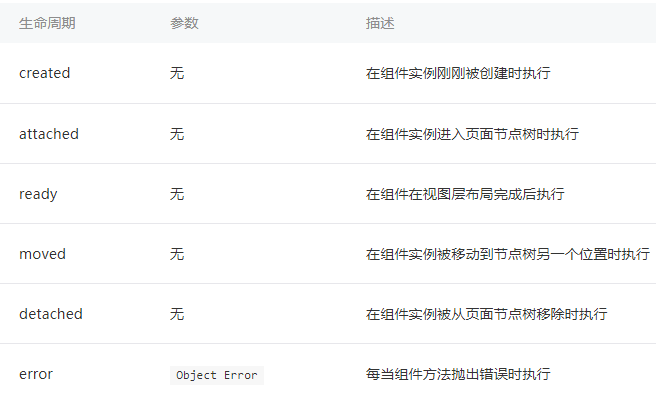 生命周期 参数 描述
created 无 在组件实例刚刚被创建时执行
attached 无 在组件实例进入页面节点树时执行
ready 无 在组件在视图层布局完成后执行
moved 无 在组件实例被移动到节点树另一个位置时执行
detached 无 在组件实例被从页面节点树移除时执行
error Object Error 每当组件方法抛出错误时执行